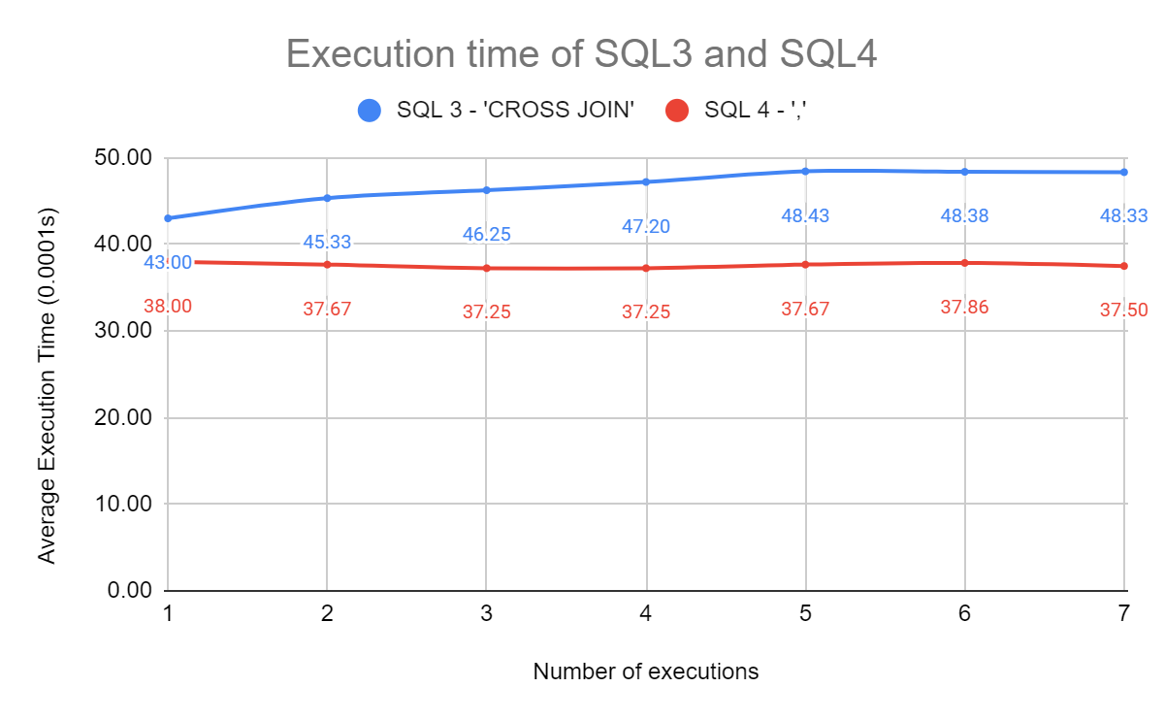 Execution time of SQL3 and SQL4
SQL 3 - 'CROSS JOIN' SQL 4 - ','
Average Execution Time (0.0001s)
50.00
40.00
30.00
20.00
10.00
0.00
43.00 45.33 46.25 47.20 48.43 48.38 48.33
38.00 37.67 37.25 37.25 37.67 37.86 37.50
1 2 3 4 5 6 7
Number of executions